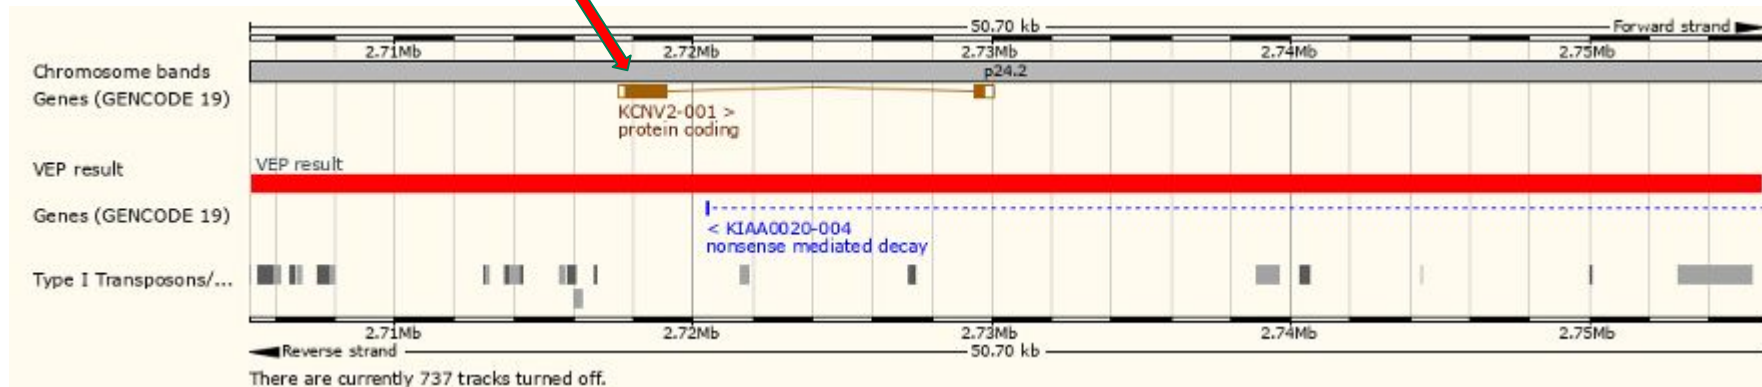 50.70 kb Forward strand
2.71Mb 2.72Mb 2.73Mb 2.74Mb 2.75Mb
Chromosome bands p24.2
Genes (GENCODE 19)
KCNV2-001 >
protein coding
VEP result VEP result
Genes (GENCODE 19)
< KIAA0020-004
nonsense mediated decay
Type I Transposons/...
2.71Mb 2.72Mb 2.73Mb 2.74Mb 2.75Mb
Reverse strand 50.70 kb
There are currently 737 tracks turned off.